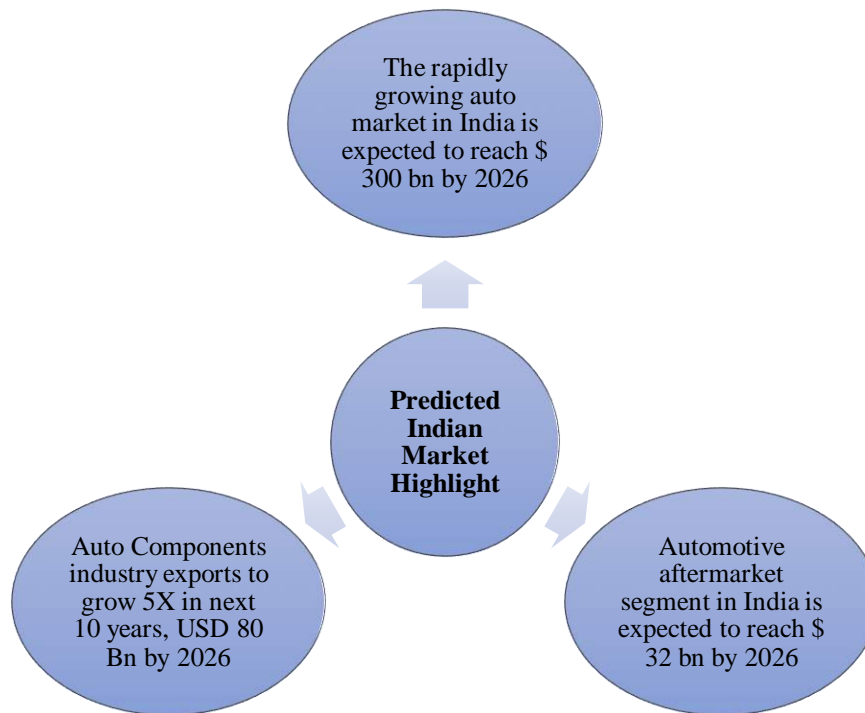 The rapidly
growing auto
market in India is
expected to reach $
300 bn by 2026
Predicted
Indian
Market
Highlight
Auto Components
industry exports to
grow 5X in next
10 years, USD 80
Bn by 2026
Automotive
aftermarket
segment in India is
expected to reach $
32 bn by 2026